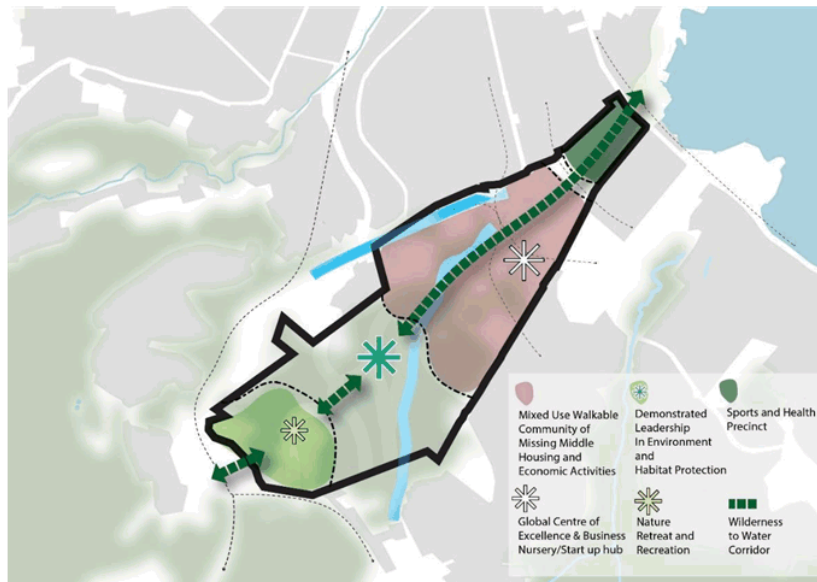 Mixed Use Walkable
Community of
Missing Middle
Housing and
Economic Activities
Demonstrated
Leadership
In Environment
and
Habitat Protection
Sports and Health
Precinct
Global Centre of
Excellence & Business
Nursery/Start up hub
Nature
Retreat and
Recreation
Wilderness
to Water
Corridor